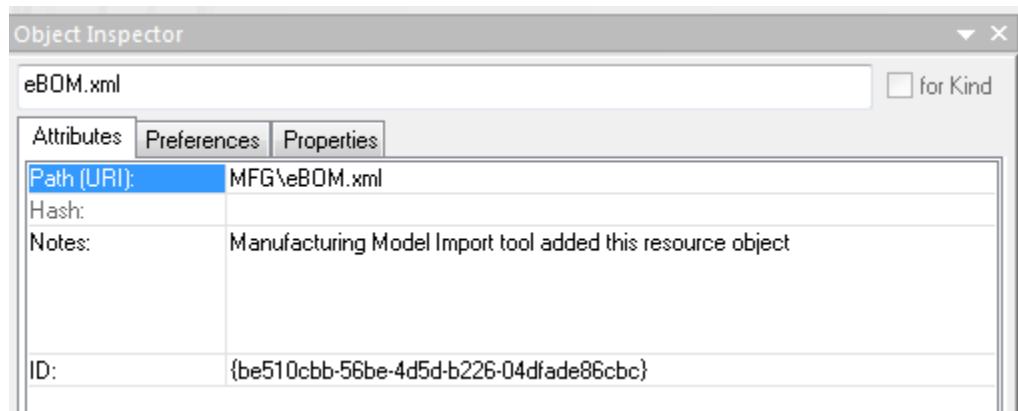 Object Inspector
eBOM.xml
for Kind
Attributes Preferences Properties
Path (URI): MFG\eBOM.xml
Hash:
Notes: Manufacturing Model Import tool added this resource object
ID: {be510cbb-56be-4d5d-b226-04dfade86cbc}